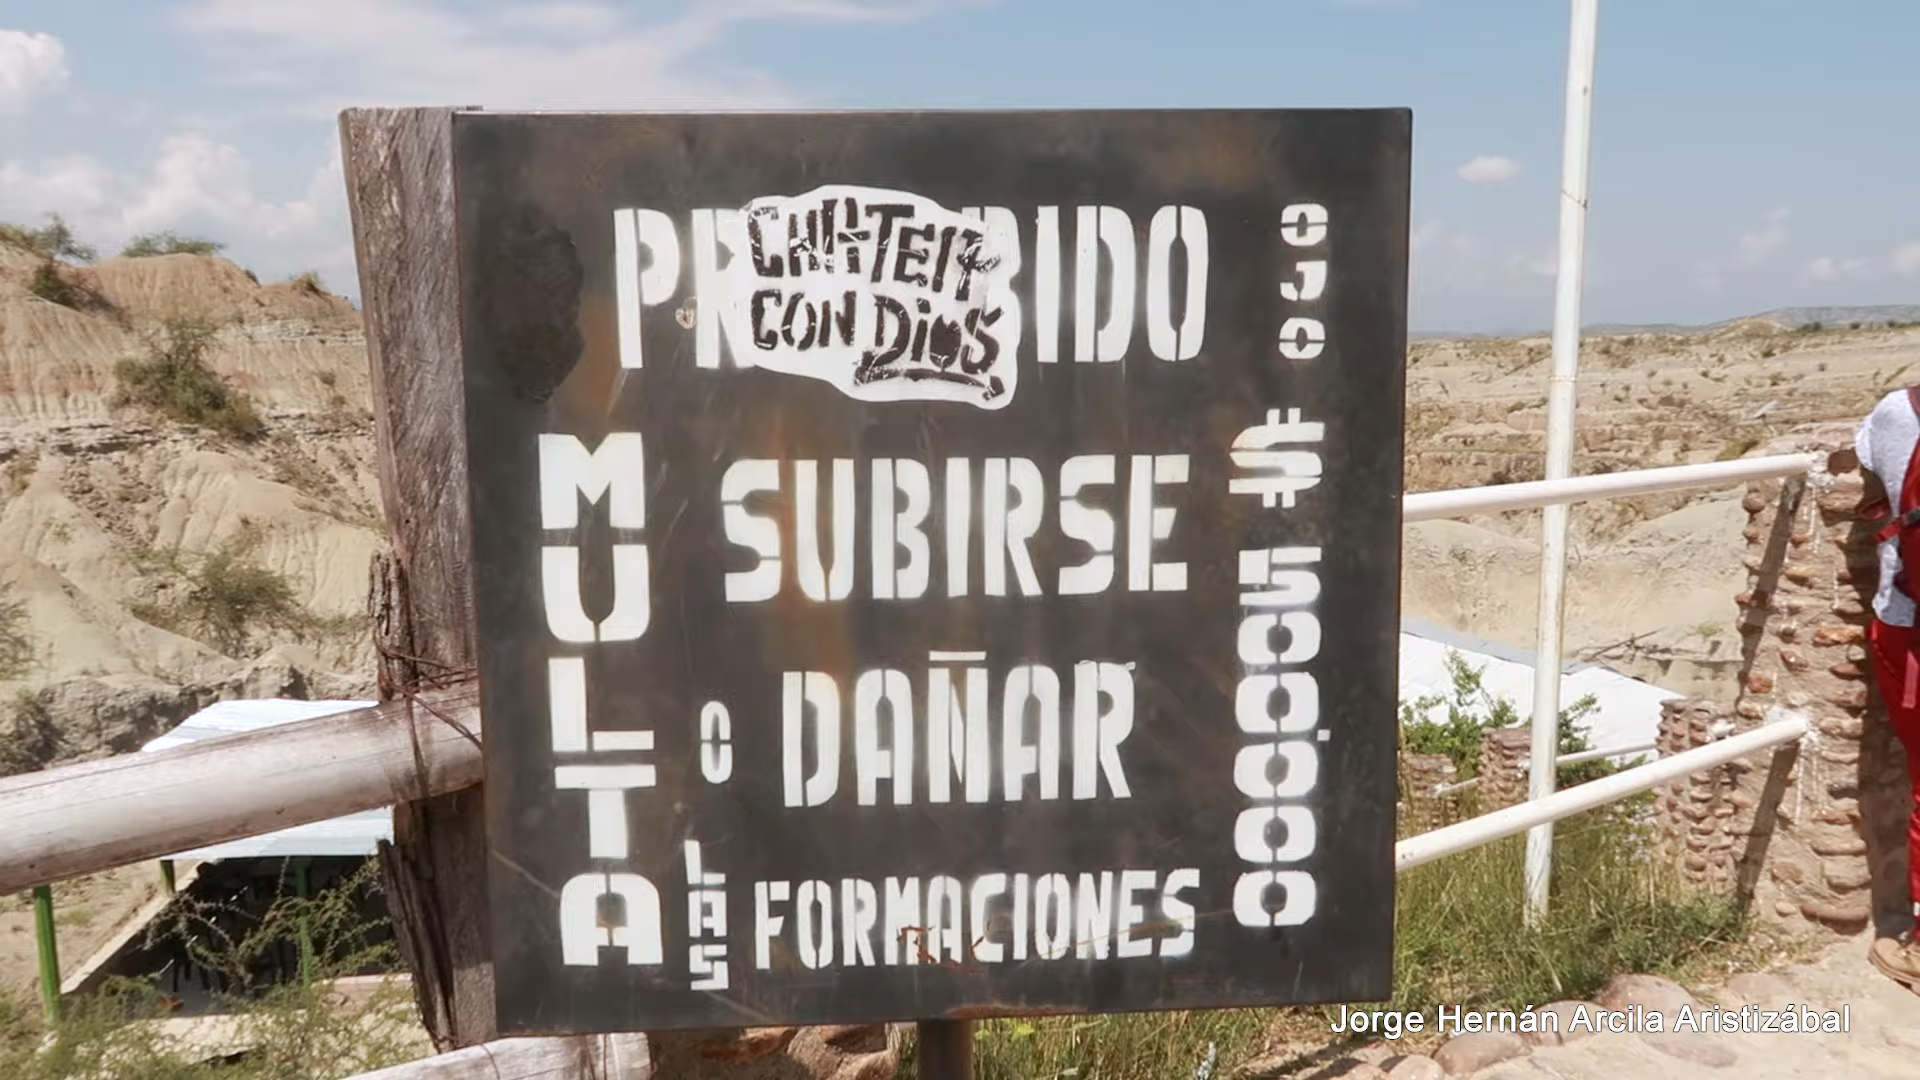 PR BIDO
CHATEA
CON DIOS
SUBIRSE
O DAÑAR
LAS FORMACIONES
MULTA
OJO $ 500000
Jorge Hernán Arcila Aristizábal